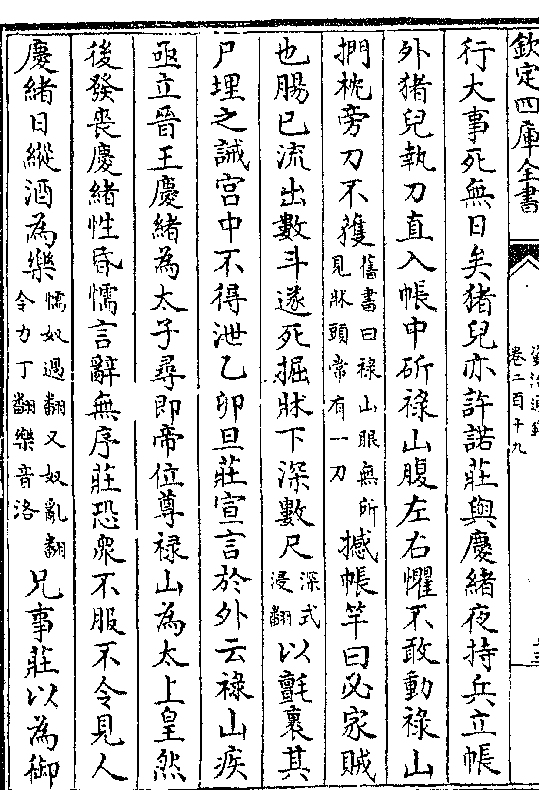 欽定四庫全書
卷二百十九
行大事死無日矣猪兒亦許諾莊與慶緒夜持兵立帳
外猪兒執刀直入帳中斫祿山腹左右懼不敢動祿山
捫枕旁刀不獲舊書曰祿山眼無所見牀頭常有一刀撼帳竿曰必家賊
也腸已流出數斗遂死掘牀下深數尺深式浸翻以氈裹其
尸埋之誡宫中不得泄乙卯旦莊宣言於外云祿山疾
亟立晉王慶緒為太子尋即帝位尊祿山為太上皇然
後發喪慶緒性昏懦言辭無序莊恐衆不服不令見人
慶緒日縱酒為樂懦奴過翻又奴亂翻令力丁翻樂音洛兄事莊以為御